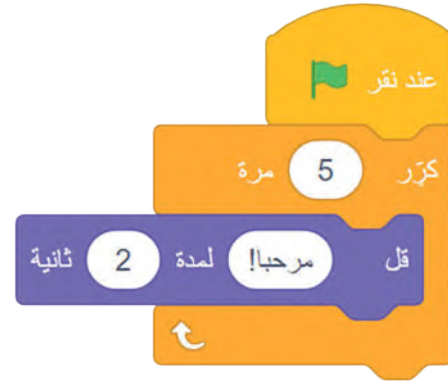 عند نقر
كرّر 5 مرة
قل مرحبا! لمدة 2 ثانية